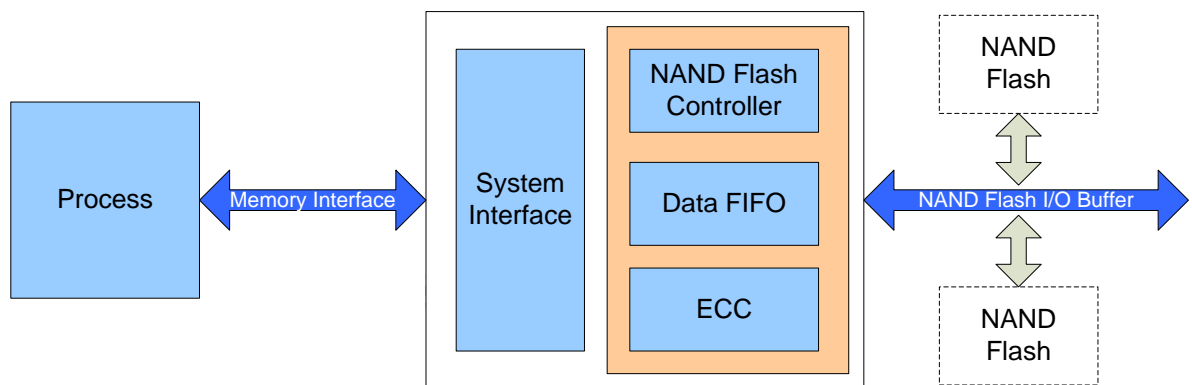 Process
Memory Interface
System
Interface
NAND Flash
Controller
Data FIFO
ECC
NAND
Flash
NAND Flash I/O Buffer
NAND
Flash